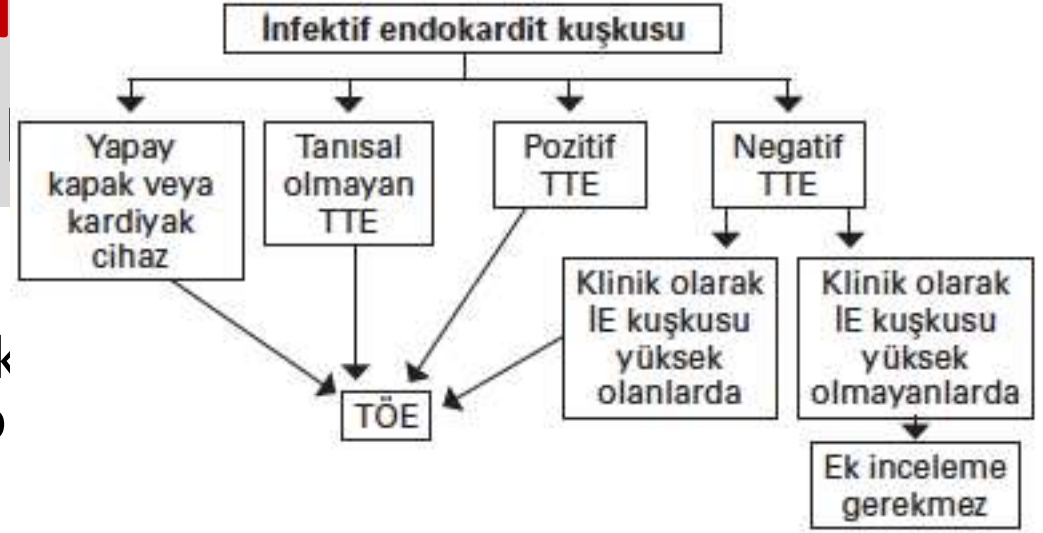 İnfektif endokardit kuşkusu
Yapay
kapak veya
kardiyak
cihaz
Tanısal
olmayan
TTE
Pozitif
TTE
Negatif
TTE
Klinik olarak
İE kuşkusu
yüksek
olanlarda
Klinik olarak
İE kuşkusu
yüksek
olmayanlarda
TÖE
Ek inceleme
gerekmez